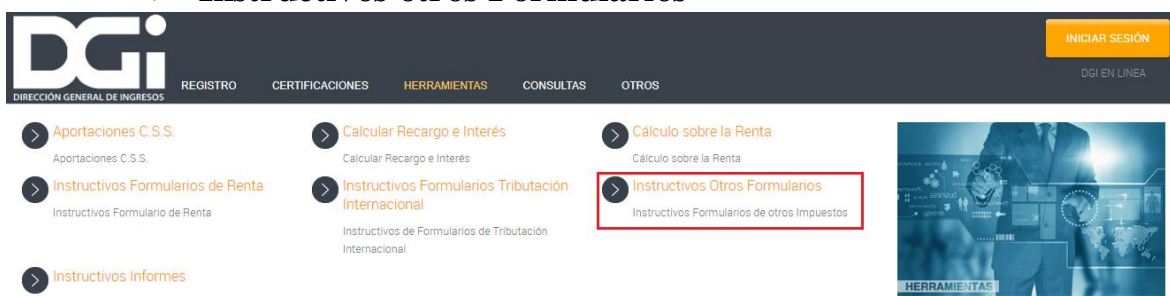 Instructivos otros Formularios
DGi
DIRECCIÓN GENERAL DE INGRESOS
REGISTRO CERTIFICACIONES HERRAMIENTAS CONSULTAS OTROS
INICIAR SESIÓN
DGI EN LINEA
Aportaciones C.S.S.
Aportaciones C.S.S.
Calcular Recargo e Interés
Calcular Recargo e Interés
Cálculo sobre la Renta
Cálculo sobre la Renta
Instructivos Formularios de Renta
Instructivos Formulario de Renta
Instructivos Formularios Tributación
Internacional
Instructivos de Formularios de Tributación
Internacional
Instructivos Otros Formularios
Instructivos Formularios de otros Impuestos
Instructivos Informes
HERRAMIENTAS